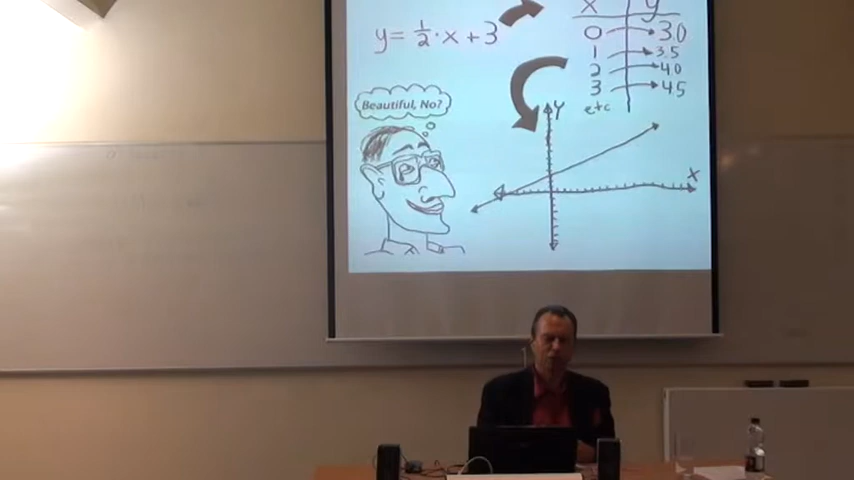 x y
y = 1/2 · x + 3
0 3.0
1 3.5
2 4.0
3 4.5
etc
Beautiful, No?
y
x